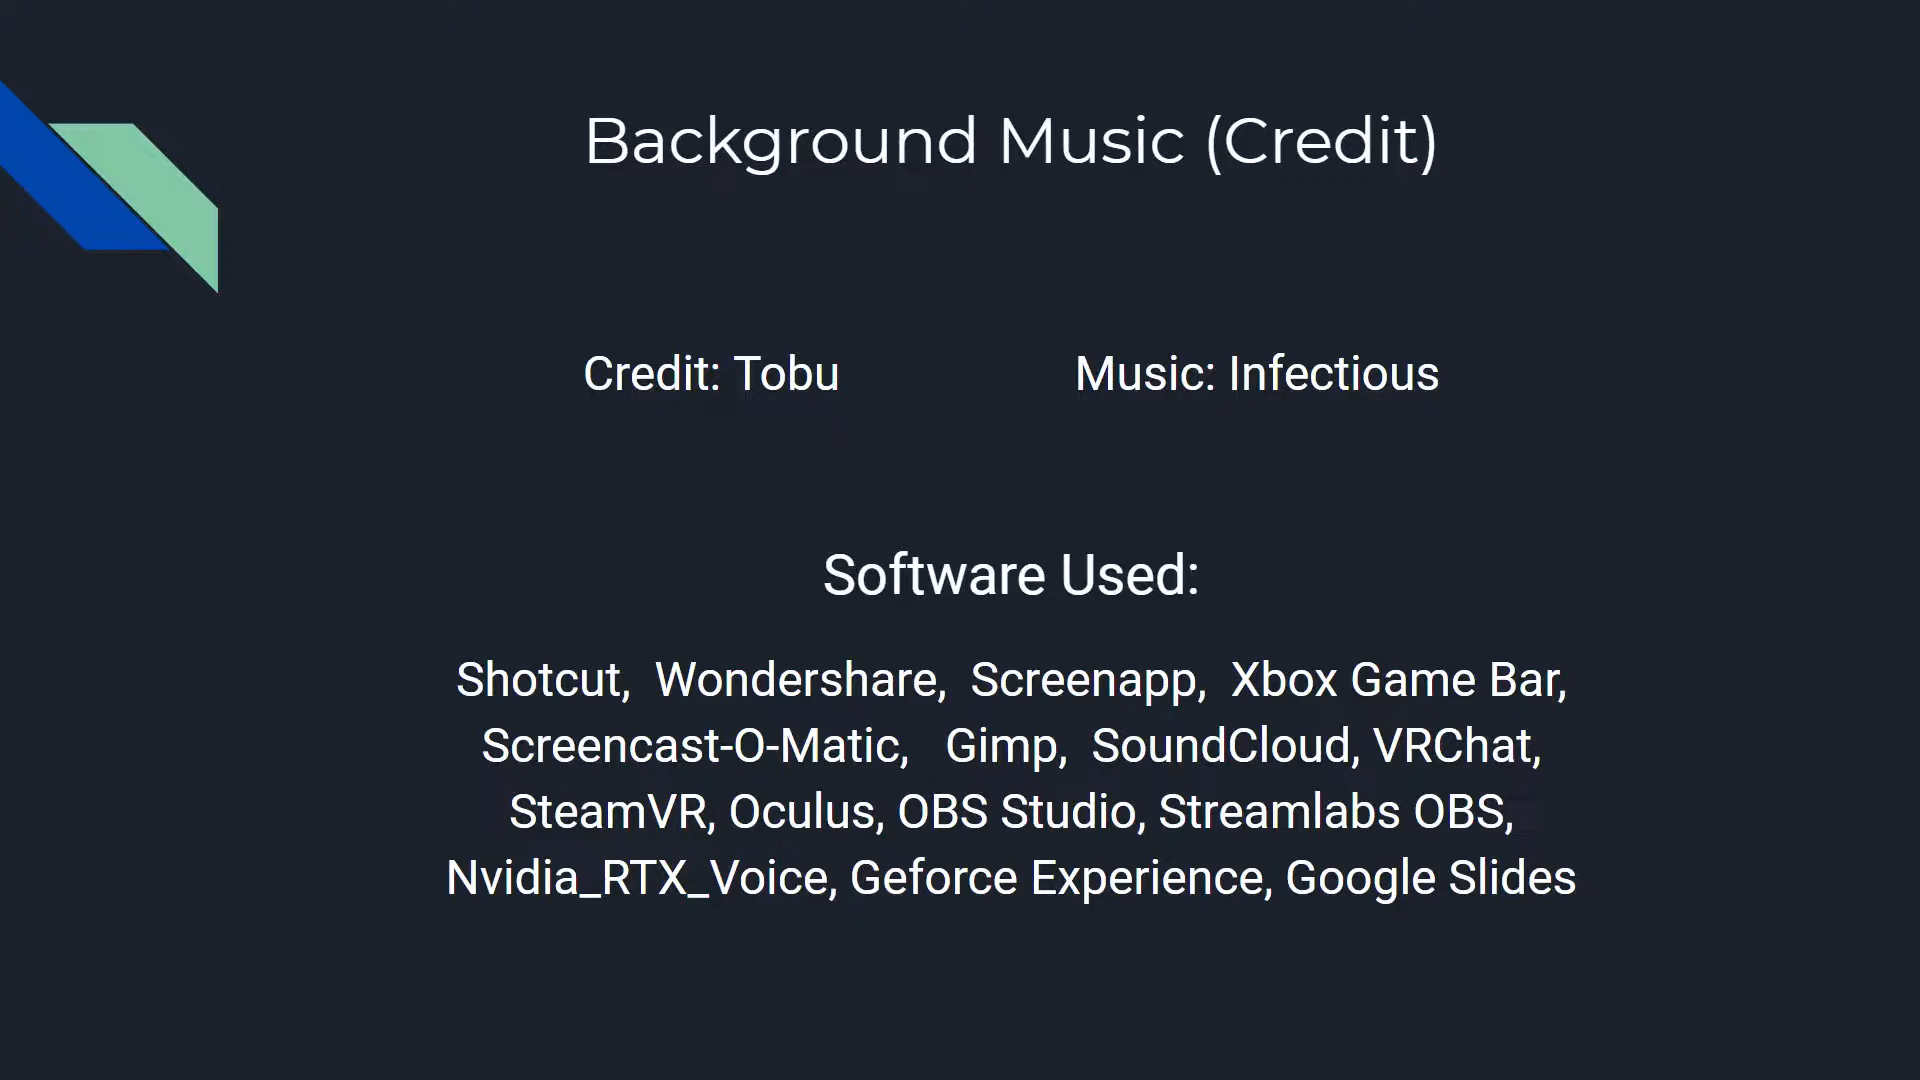 Background Music (Credit)
Credit: Tobu
Music: Infectious
Software Used:
Shotcut,  Wondershare,  Screenapp,  Xbox Game Bar,
Screencast-O-Matic,   Gimp,  SoundCloud, VRChat,
SteamVR, Oculus, OBS Studio, Streamlabs OBS,
Nvidia_RTX_Voice, Geforce Experience, Google Slides